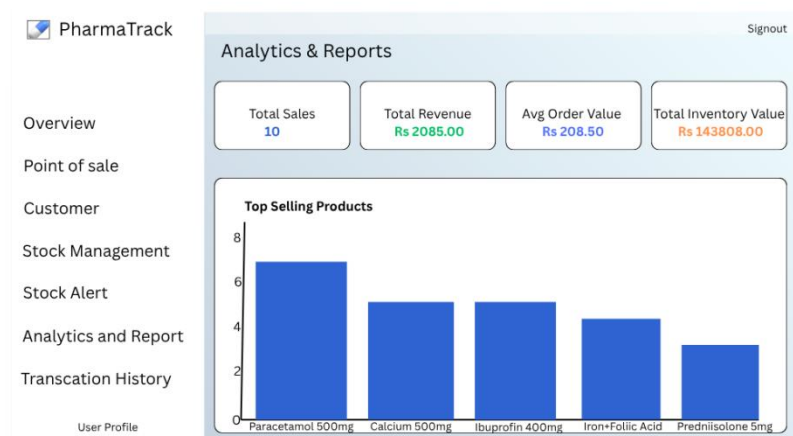 PharmaTrack
Signout
Overview
Point of sale
Customer
Stock Management
Stock Alert
Analytics and Report
Transcation History
User Profile
Analytics & Reports
Total Sales
10
Total Revenue
Rs 2085.00
Avg Order Value
Rs 208.50
Total Inventory Value
Rs 143808.00
Top Selling Products
8
6
4
2
0
Paracetamol 500mg
Calcium 500mg
Ibuprofin 400mg
Iron+Foliic Acid
Predniisolone 5mg